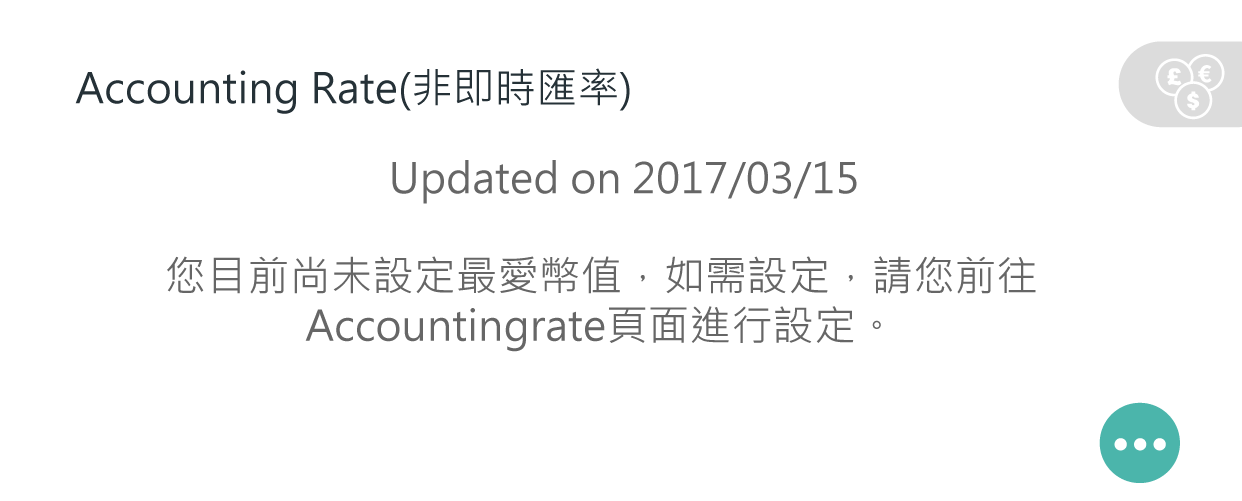 Accounting Rate(非即時匯率)
£ € $
Updated on 2017/03/15
您目前尚未設定最愛幣值，如需設定，請您前往
Accountingrate頁面進行設定。